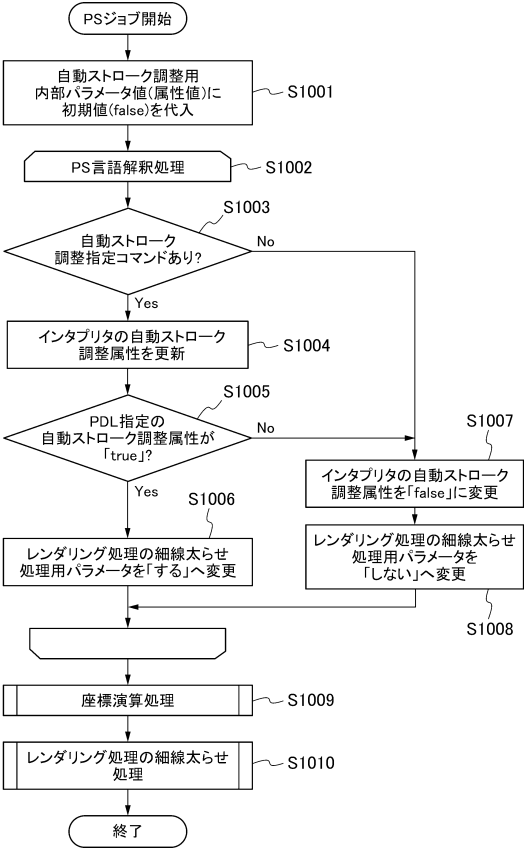 PSジョブ開始
自動ストローク調整用
内部パラメータ値(属性値)に
初期値(false)を代入
S1001
PS言語解釈処理
S1002
S1003
自動ストローク
調整指定コマンドあり?
No
Yes
インタプリタの自動ストローク
調整属性を更新
S1004
S1005
PDL指定の
自動ストローク調整属性が
「true」?
No
Yes
S1007
インタプリタの自動ストローク
調整属性を「false」に変更
S1006
レンダリング処理の細線太らせ
処理用パラメータを「する」へ変更
レンダリング処理の細線太らせ
処理用パラメータを
「しない」へ変更
S1008
座標演算処理
S1009
レンダリング処理の細線太らせ
処理
S1010
終了